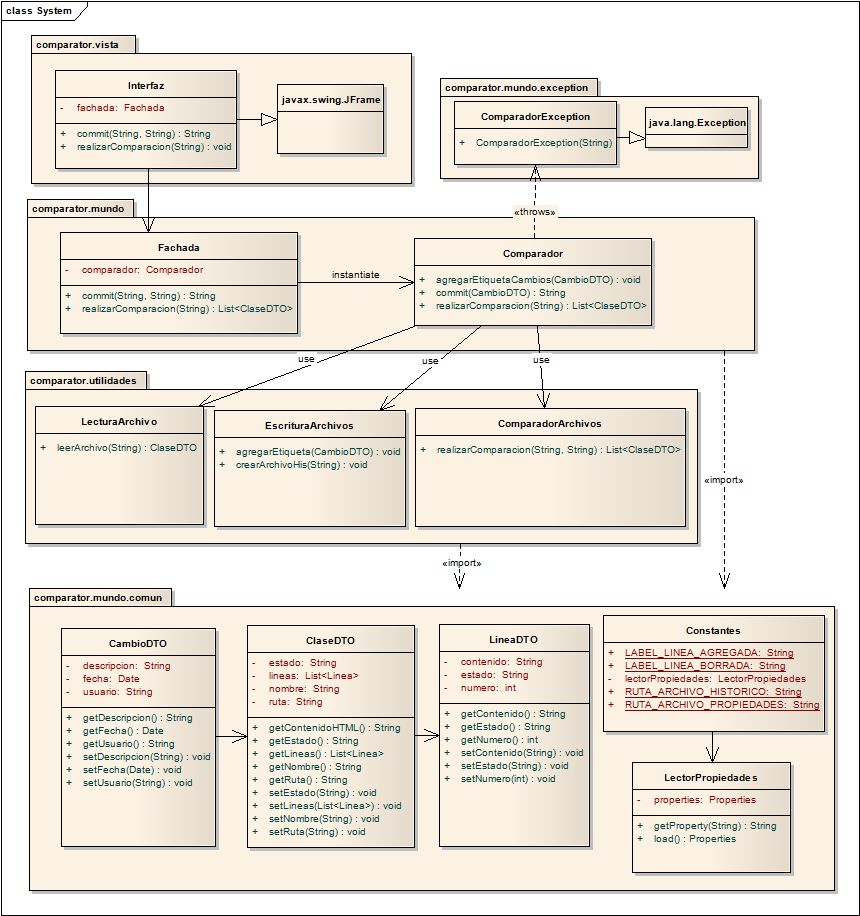 class System
comparator.vista
Interfaz
- fachada: Fachada
+ commit(String, String) : String
+ realizarComparacion(String) : void
javax.swing.JFrame
comparator.mundo.exception
ComparadorException
+ ComparadorException(String)
java.lang.Exception
«throws»
comparator.mundo
Fachada
- comparador: Comparador
+ commit(String, String) : String
+ realizarComparacion(String) : List<ClaseDTO>
instantiate
Comparador
+ agregarEtiquetaCambios(CambioDTO) : void
+ commit(CambioDTO) : String
+ realizarComparacion(String) : List<ClaseDTO>
use
use
use
comparator.utilidades
LecturaArchivo
+ leerArchivo(String) : ClaseDTO
EscrituraArchivos
+ agregarEtiqueta(CambioDTO) : void
+ crearArchivoHis(String) : void
ComparadorArchivos
+ realizarComparacion(String, String) : List<ClaseDTO>
«import»
«import»
comparator.mundo.comun
CambioDTO
- descripcion: String
- fecha: Date
- usuario: String
+ getDescripcion() : String
+ getFecha() : Date
+ getUsuario() : String
+ setDescripcion(String) : void
+ setFecha(Date) : void
+ setUsuario(String) : void
ClaseDTO
- estado: String
- lineas: List<Linea>
- nombre: String
- ruta: String
+ getContenidoHTML() : String
+ getEstado() : String
+ getLineas() : List<Linea>
+ getNombre() : String
+ getRuta() : String
+ setEstado(String) : void
+ setLineas(List<Linea>) : void
+ setNombre(String) : void
+ setRuta(String) : void
LineaDTO
- contenido: String
- estado: String
- numero: int
+ getContenido() : String
+ getEstado() : String
+ getNumero() : int
+ setContenido(String) : void
+ setEstado(String) : void
+ setNumero(int) : void
Constantes
+ LABEL_LINEA_AGREGADA: String
+ LABEL_LINEA_BORRADA: String
- lectorPropiedades: LectorPropiedades
+ RUTA_ARCHIVO_HISTORICO: String
+ RUTA_ARCHIVO_PROPIEDADES: String
LectorPropiedades
- properties: Properties
+ getProperty(String) : String
+ load() : Properties